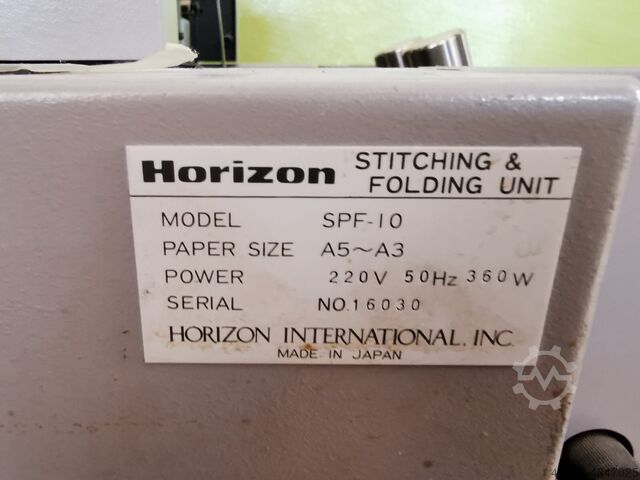 Horizon STITCHING & FOLDING UNIT
MODEL SPF-10
PAPER SIZE A5~A3
POWER 220V 50Hz 360W
SERIAL NO.16030
HORIZON INTERNATIONAL, INC.
MADE IN JAPAN